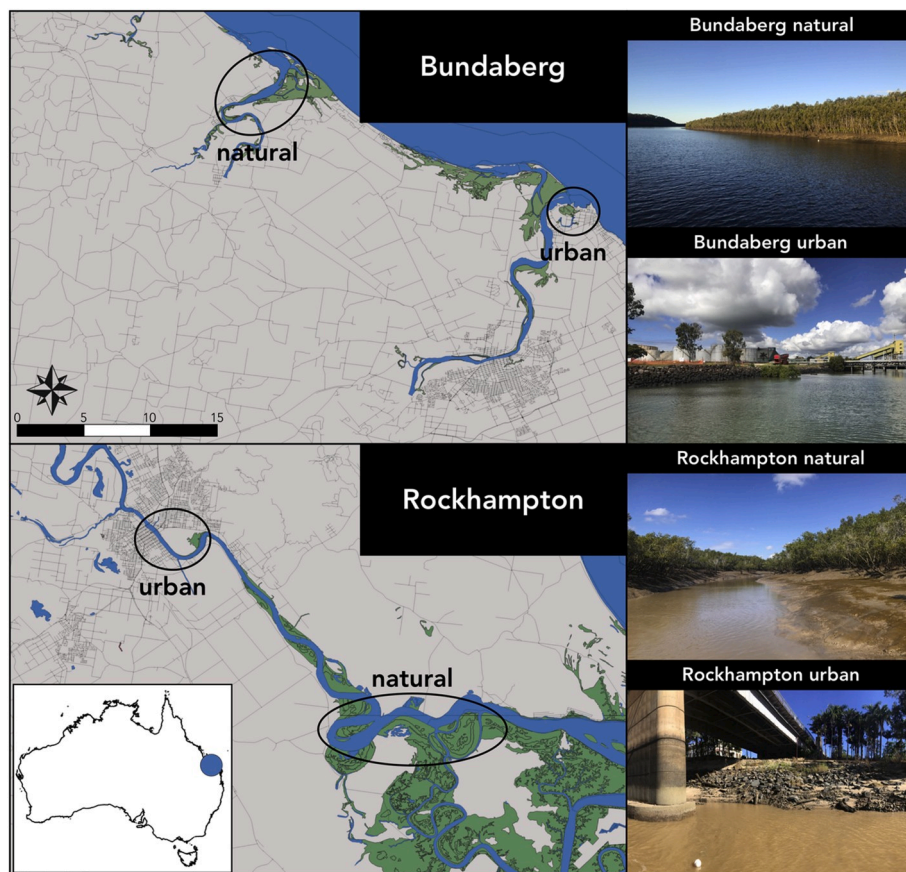 Bundaberg
natural
urban
0 5 10 15
Bundaberg natural
Bundaberg urban
Rockhampton
urban
natural
Rockhampton natural
Rockhampton urban